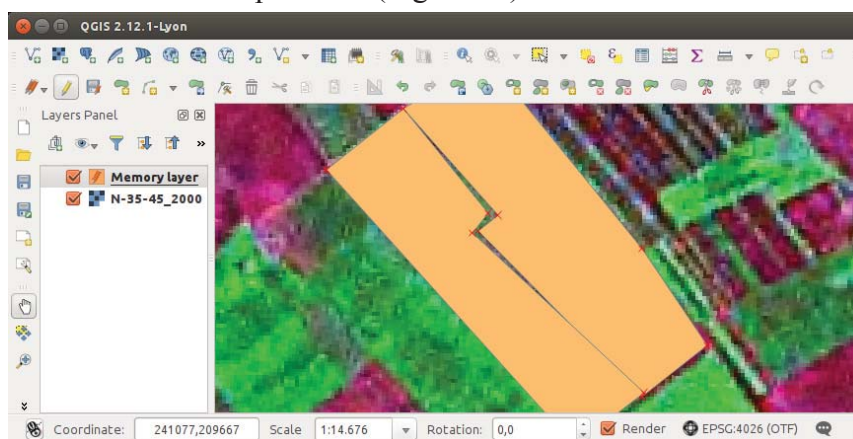 QGIS 2.12.1-Lyon
Layers Panel
Memory layer
N-35-45_2000
Coordinate: 241077,209667 Scale 1:14.676 Rotation: 0,0 Render EPSG:4026 (OTF)